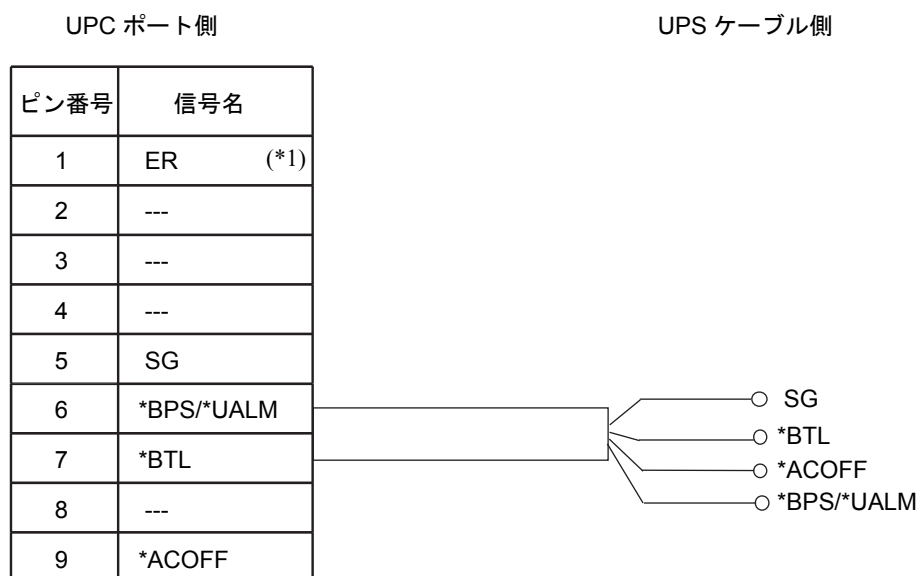 UPC ポート側
UPS ケーブル側
ピン番号 信号名
1 ER (*1)
2 ---
3 ---
4 ---
5 SG
6 *BPS/*UALM
7 *BTL
8 ---
9 *ACOFF
SG
*BTL
*ACOFF
*BPS/*UALM